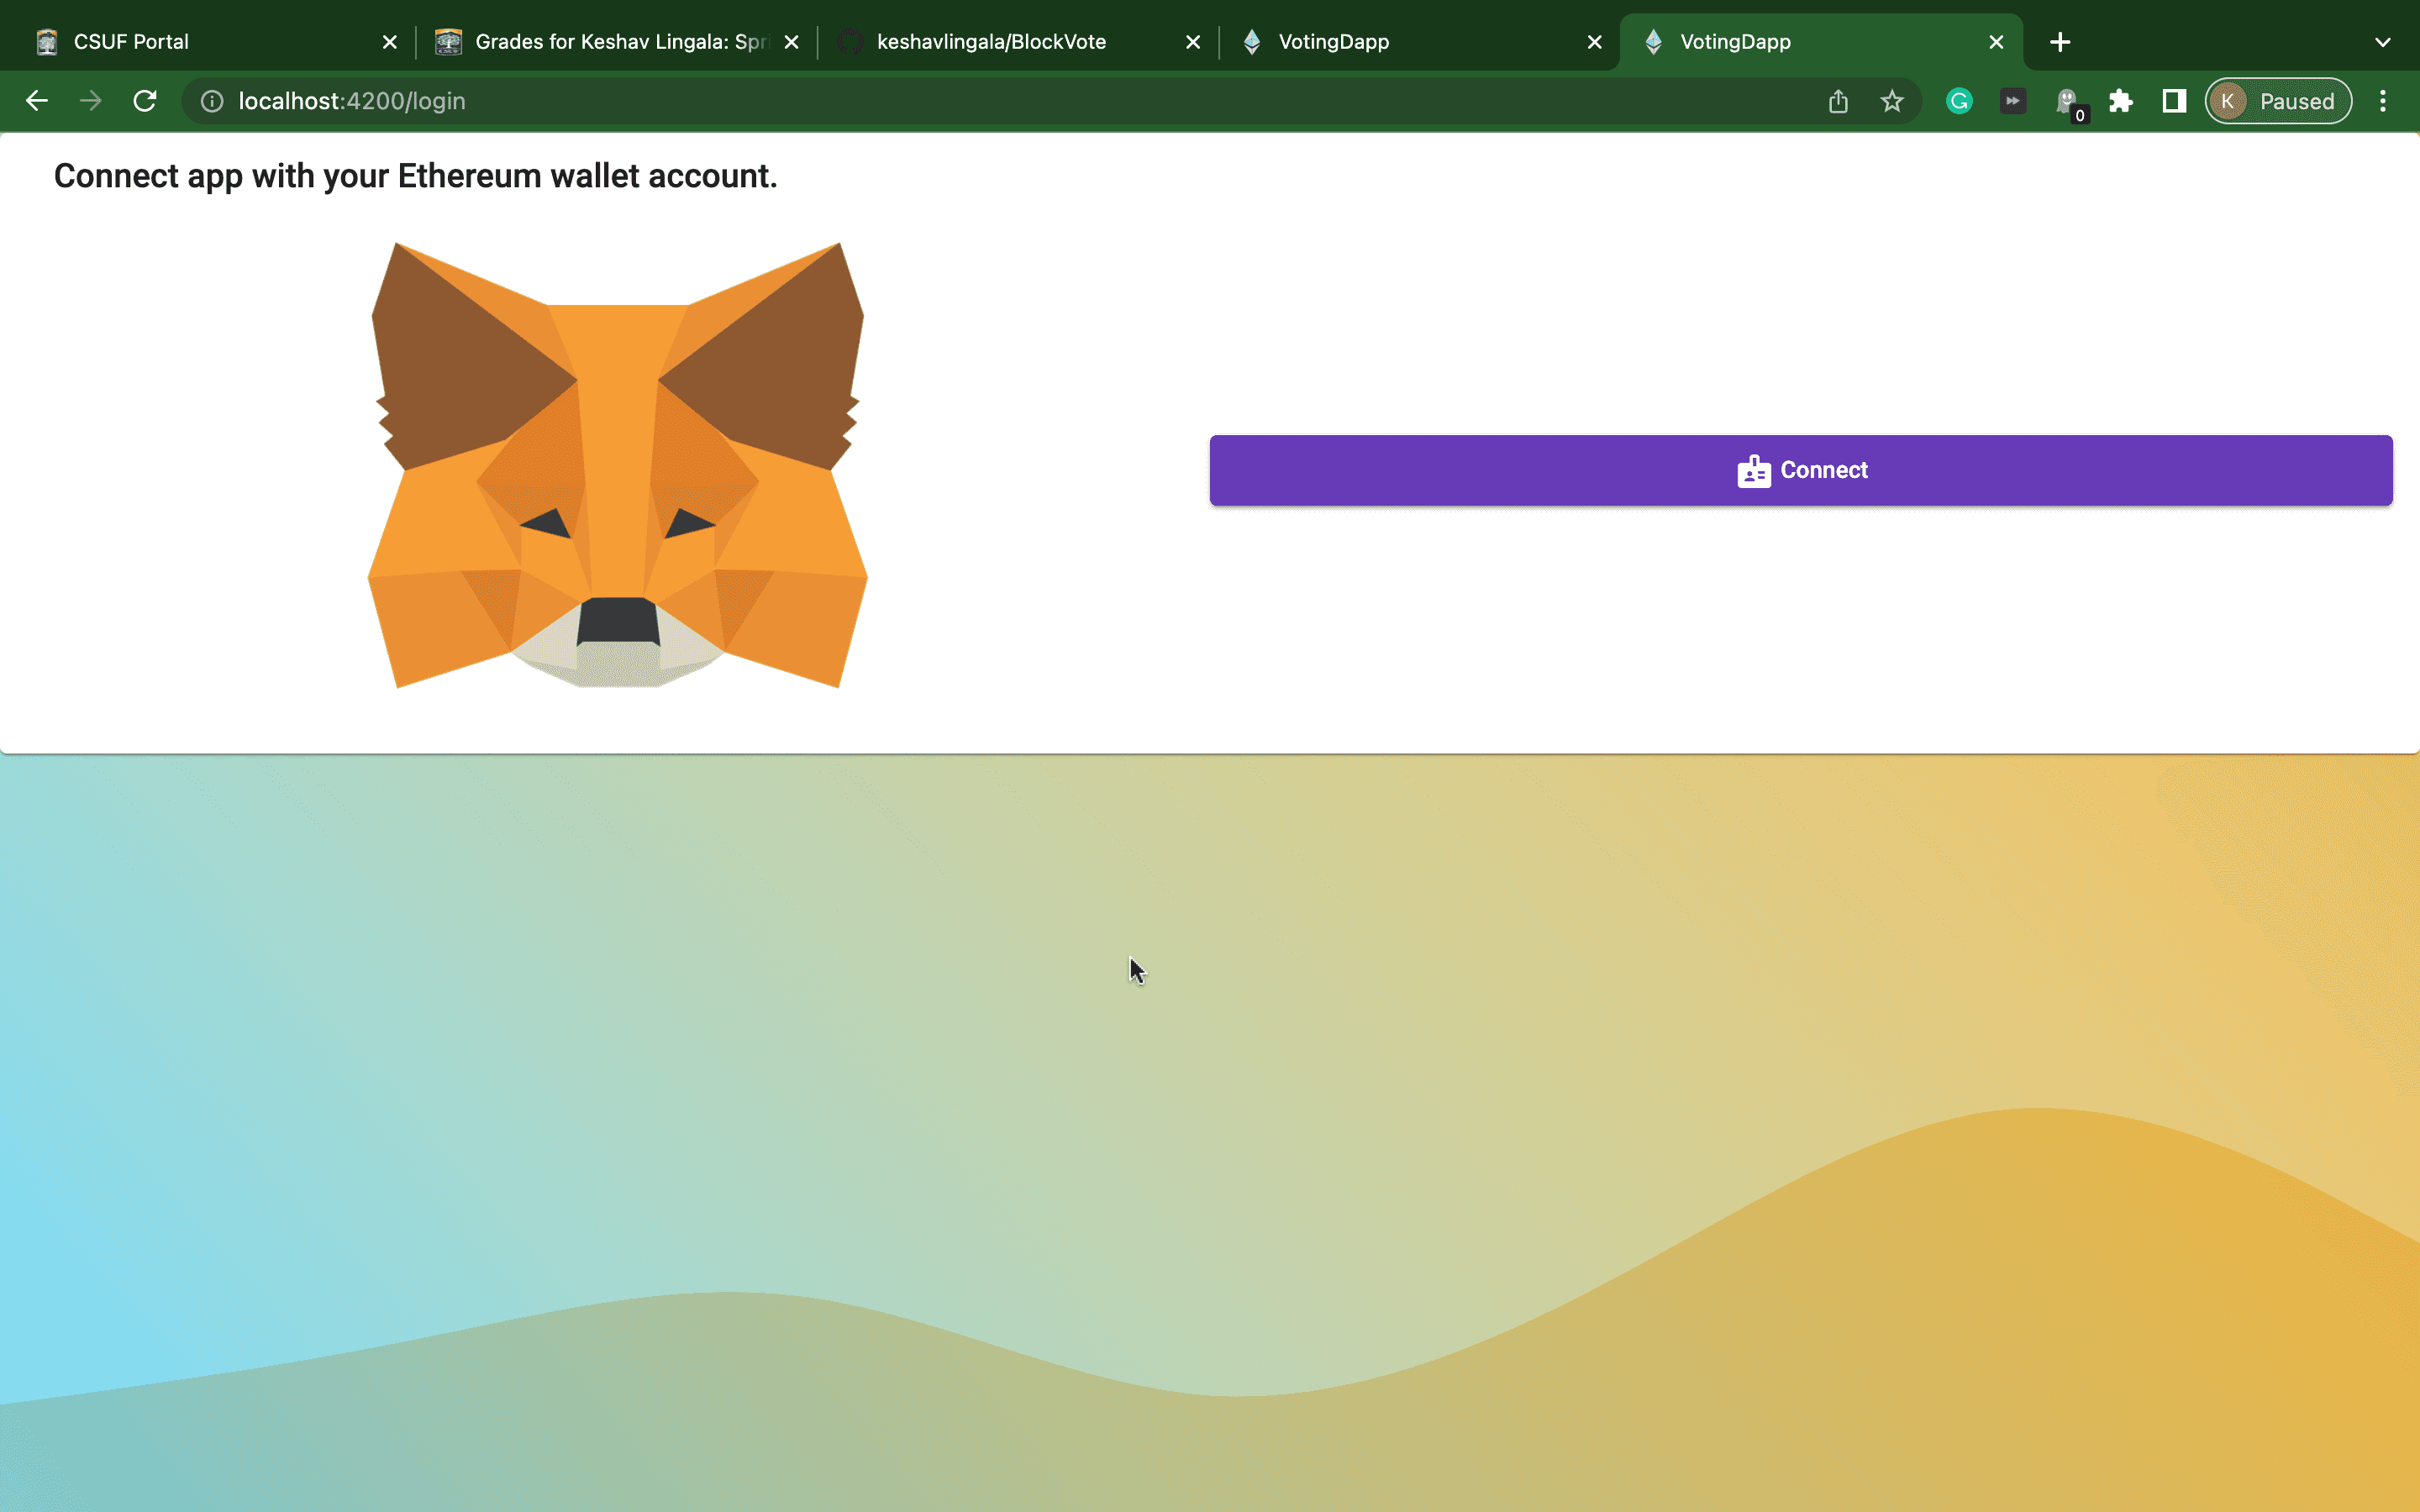 CSUF Portal
Grades for Keshav Lingala: Spri
keshavlingala/BlockVote
VotingDapp
VotingDapp
localhost:4200/login
0
K
Paused
Connect app with your Ethereum wallet account.
Connect